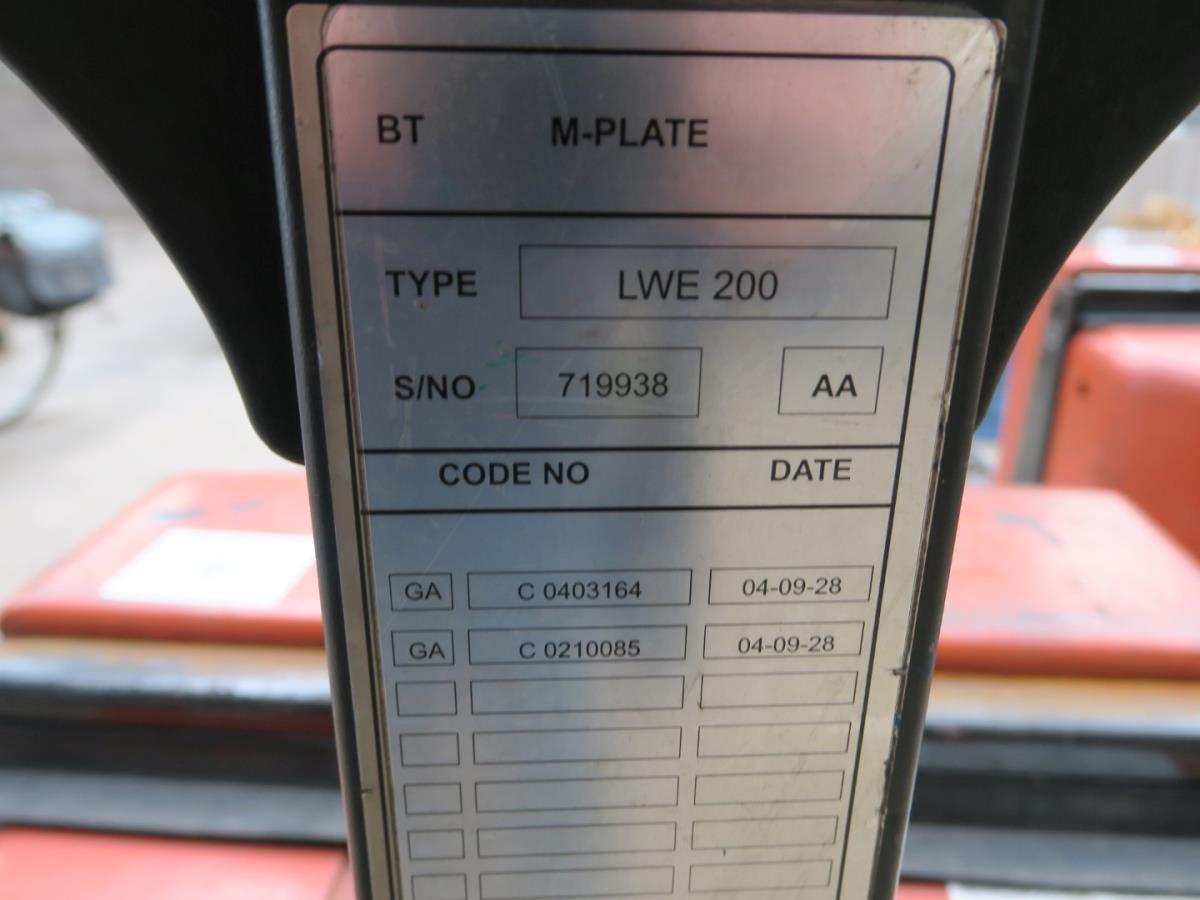 BT M-PLATE
TYPE LWE 200
S/NO 719938 AA
CODE NO DATE
GA C 0403164 04-09-28
GA C 0210085 04-09-28